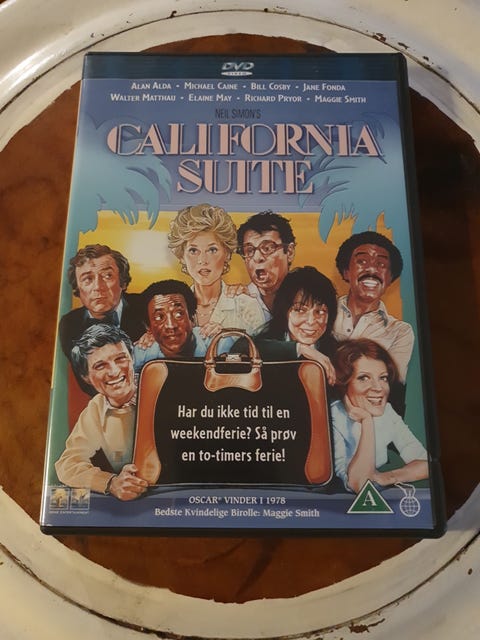 DVD
VIDEO
ALAN ALDA • MICHAEL CAINE • BILL COSBY • JANE FONDA
WALTER MATTHAU • ELAINE MAY • RICHARD PRYOR • MAGGIE SMITH
NEIL SIMON'S
CALIFORNIA
SUITE
Har du ikke tid til en
weekendferie? Så prøv
en to-timers ferie!
OSCAR® VINDER I 1978
Bedste Kvindelige Birolle: Maggie Smith
A